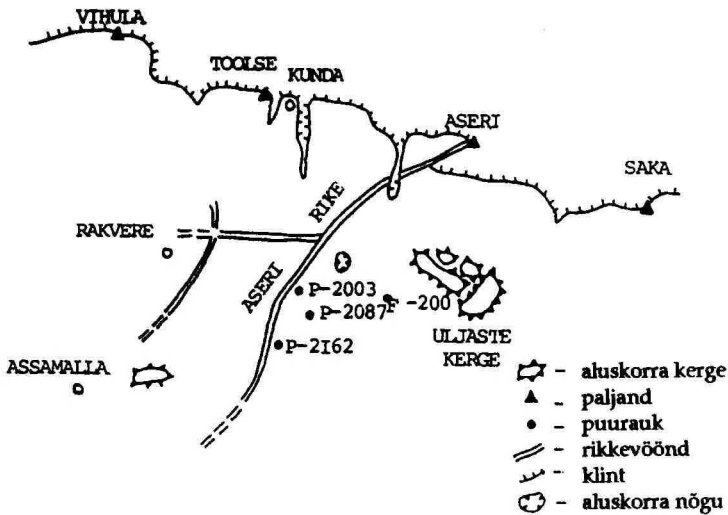 VIHULA
TOOLSE
KUNDA
ASERI
SAKA
RIKE
RAKVERE
ASERI
P-2003
F-200
P-2087
P-2162
ULJASTE
KERGE
ASSAMALLA
- aluskorra kerge
- paljand
- puurauk
- rikkevöönd
- klint
- aluskorra nõgu